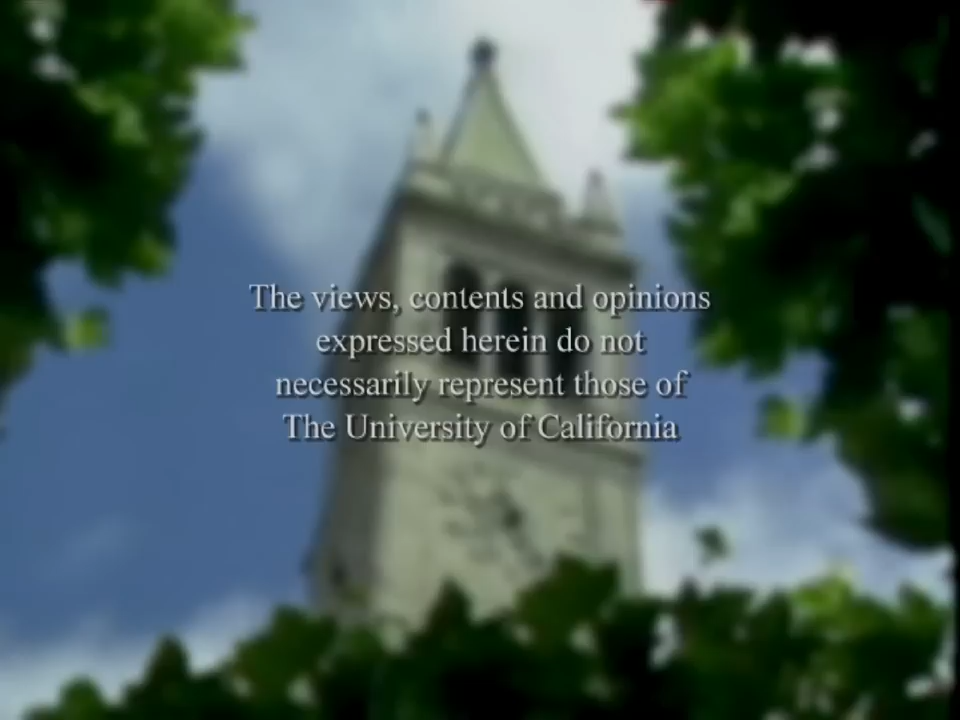 The views, contents and opinions
expressed herein do not
necessarily represent those of
The University of California